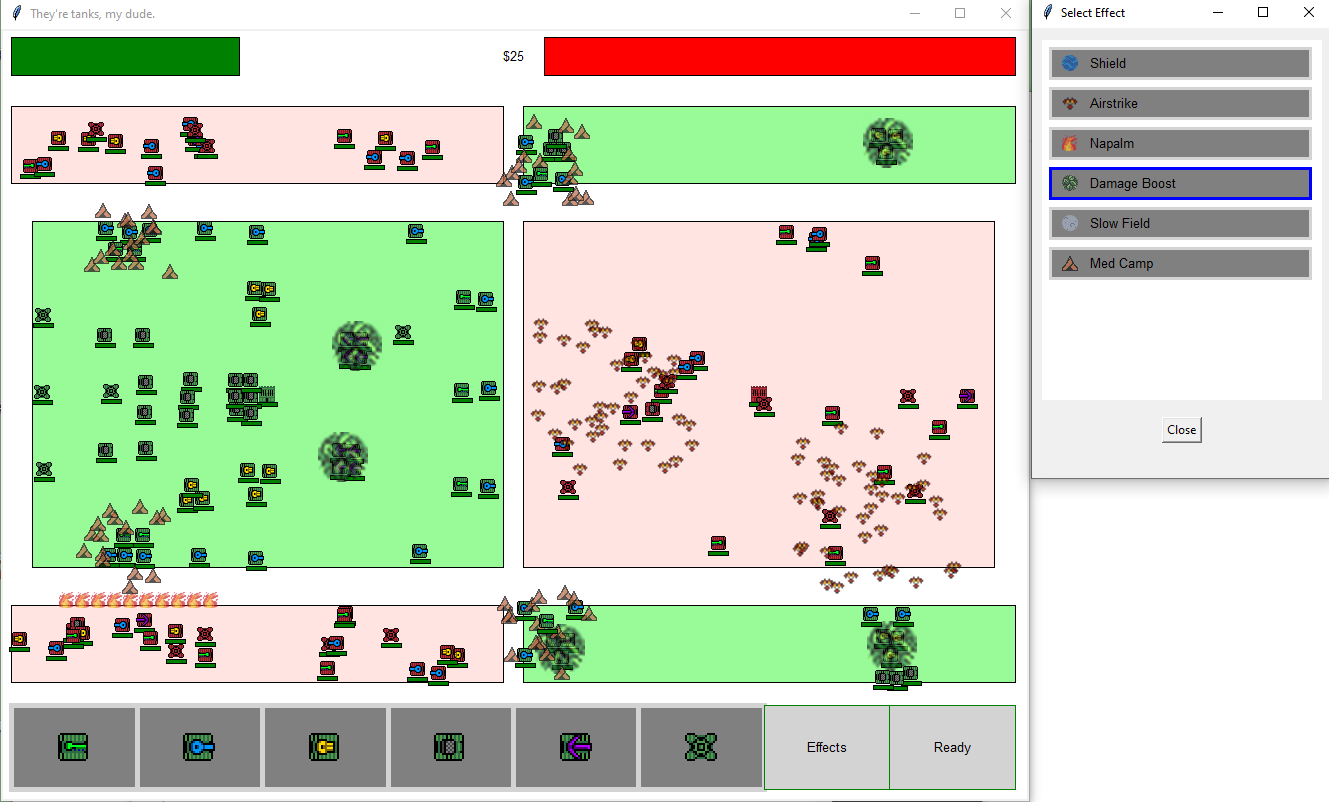 They're tanks, my dude.
Select Effect
$25
Shield
Airstrike
Napalm
Damage Boost
Slow Field
Med Camp
Close
Effects
Ready